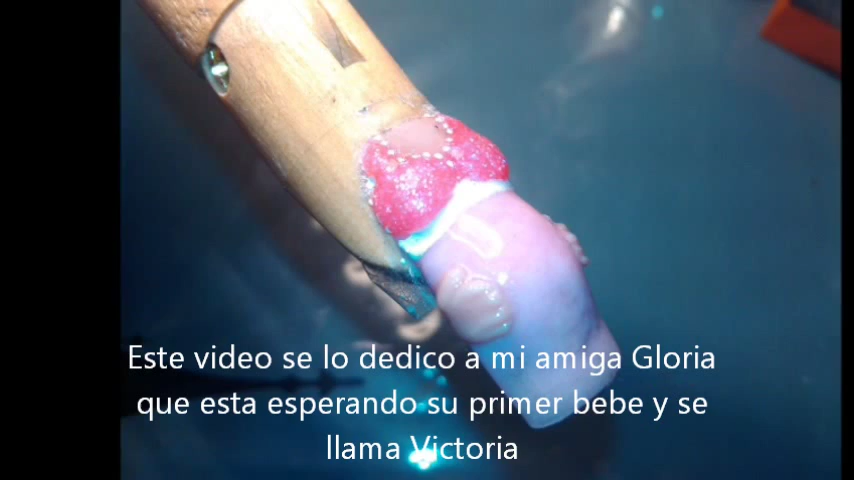 Este video se lo dedico a mi amiga Gloria
que esta esperando su primer bebe y se
llama Victoria